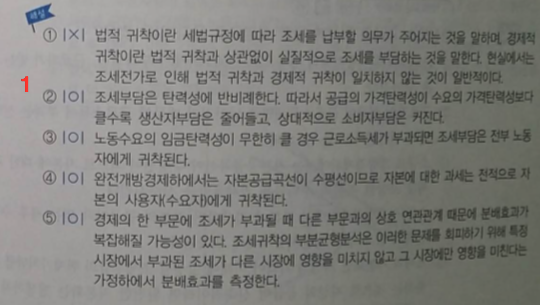 해설
① |×| 법적 귀착이란 세법규정에 따라 조세를 납부할 의무가 주어지는 것을 말하며, 경제적
귀착이란 법적 귀착과 상관없이 실질적으로 조세를 부담하는 것을 말한다. 현실에서는
조세전가로 인해 법적 귀착과 경제적 귀착이 일치하지 않는 것이 일반적이다.
1
② |○| 조세부담은 탄력성에 반비례한다. 따라서 공급의 가격탄력성이 수요의 가격탄력성보다
클수록 생산자부담은 줄어들고, 상대적으로 소비자부담은 커진다.
③ |○| 노동수요의 임금탄력성이 무한히 클 경우 근로소득세가 부과되면 조세부담은 전부 노동
자에게 귀착된다.
④ |○| 완전개방경제하에서는 자본공급곡선이 수평선이므로 자본에 대한 과세는 전적으로 자
본의 사용자(수요자)에게 귀착된다.
⑤ |○| 경제의 한 부문에 조세가 부과될 때 다른 부문과의 상호 연관관계 때문에 분배효과가
복잡해질 가능성이 있다. 조세귀착의 부분균형분석은 이러한 문제를 회피하기 위해 특정
시장에서 부과된 조세가 다른 시장에 영향을 미치지 않고 그 시장에만 영향을 미친다는
가정하에서 분배효과를 측정한다.